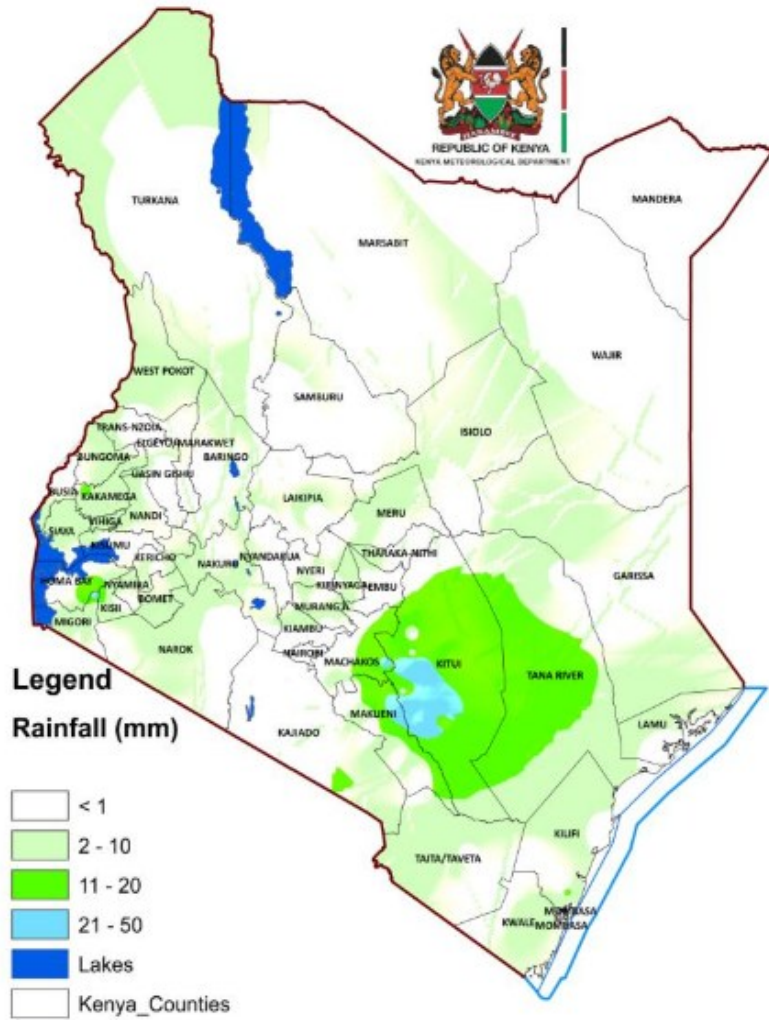 HARAMBEE
REPUBLIC OF KENYA
KENYA METEOROLOGICAL DEPARTMENT
MANDERA
TURKANA
MARSABIT
WAJIR
WEST POKOT
SAMBURU
ISIOLO
TRANS-NZOIA
ELGEYO/MARAKWET
BUNGOMA
BARINGO
UASIN GISHU
BUSIA
KAKAMEGA
LAIKIPIA
MERU
VIHIGA
NANDI
SIAYA
KISUMU
THARAKA-NITHI
KERICHO
NYANDARUA
NAKURU
NYERI
GARISSA
HOMA BAY
NYAMIRA
KIRINYAGA
EMBU
KISII
BOMET
MURANG'A
MIGORI
KIAMBU
NAROK
NAIROBI
MACHAKOS
KITUI
TANA RIVER
Legend
MAKUENI
LAMU
Rainfall (mm)
KAJIADO
< 1
KILIFI
2 - 10
TAITA/TAVETA
11 - 20
MOMBASA
KWALE
MOMBASA
21 - 50
Lakes
Kenya_Counties